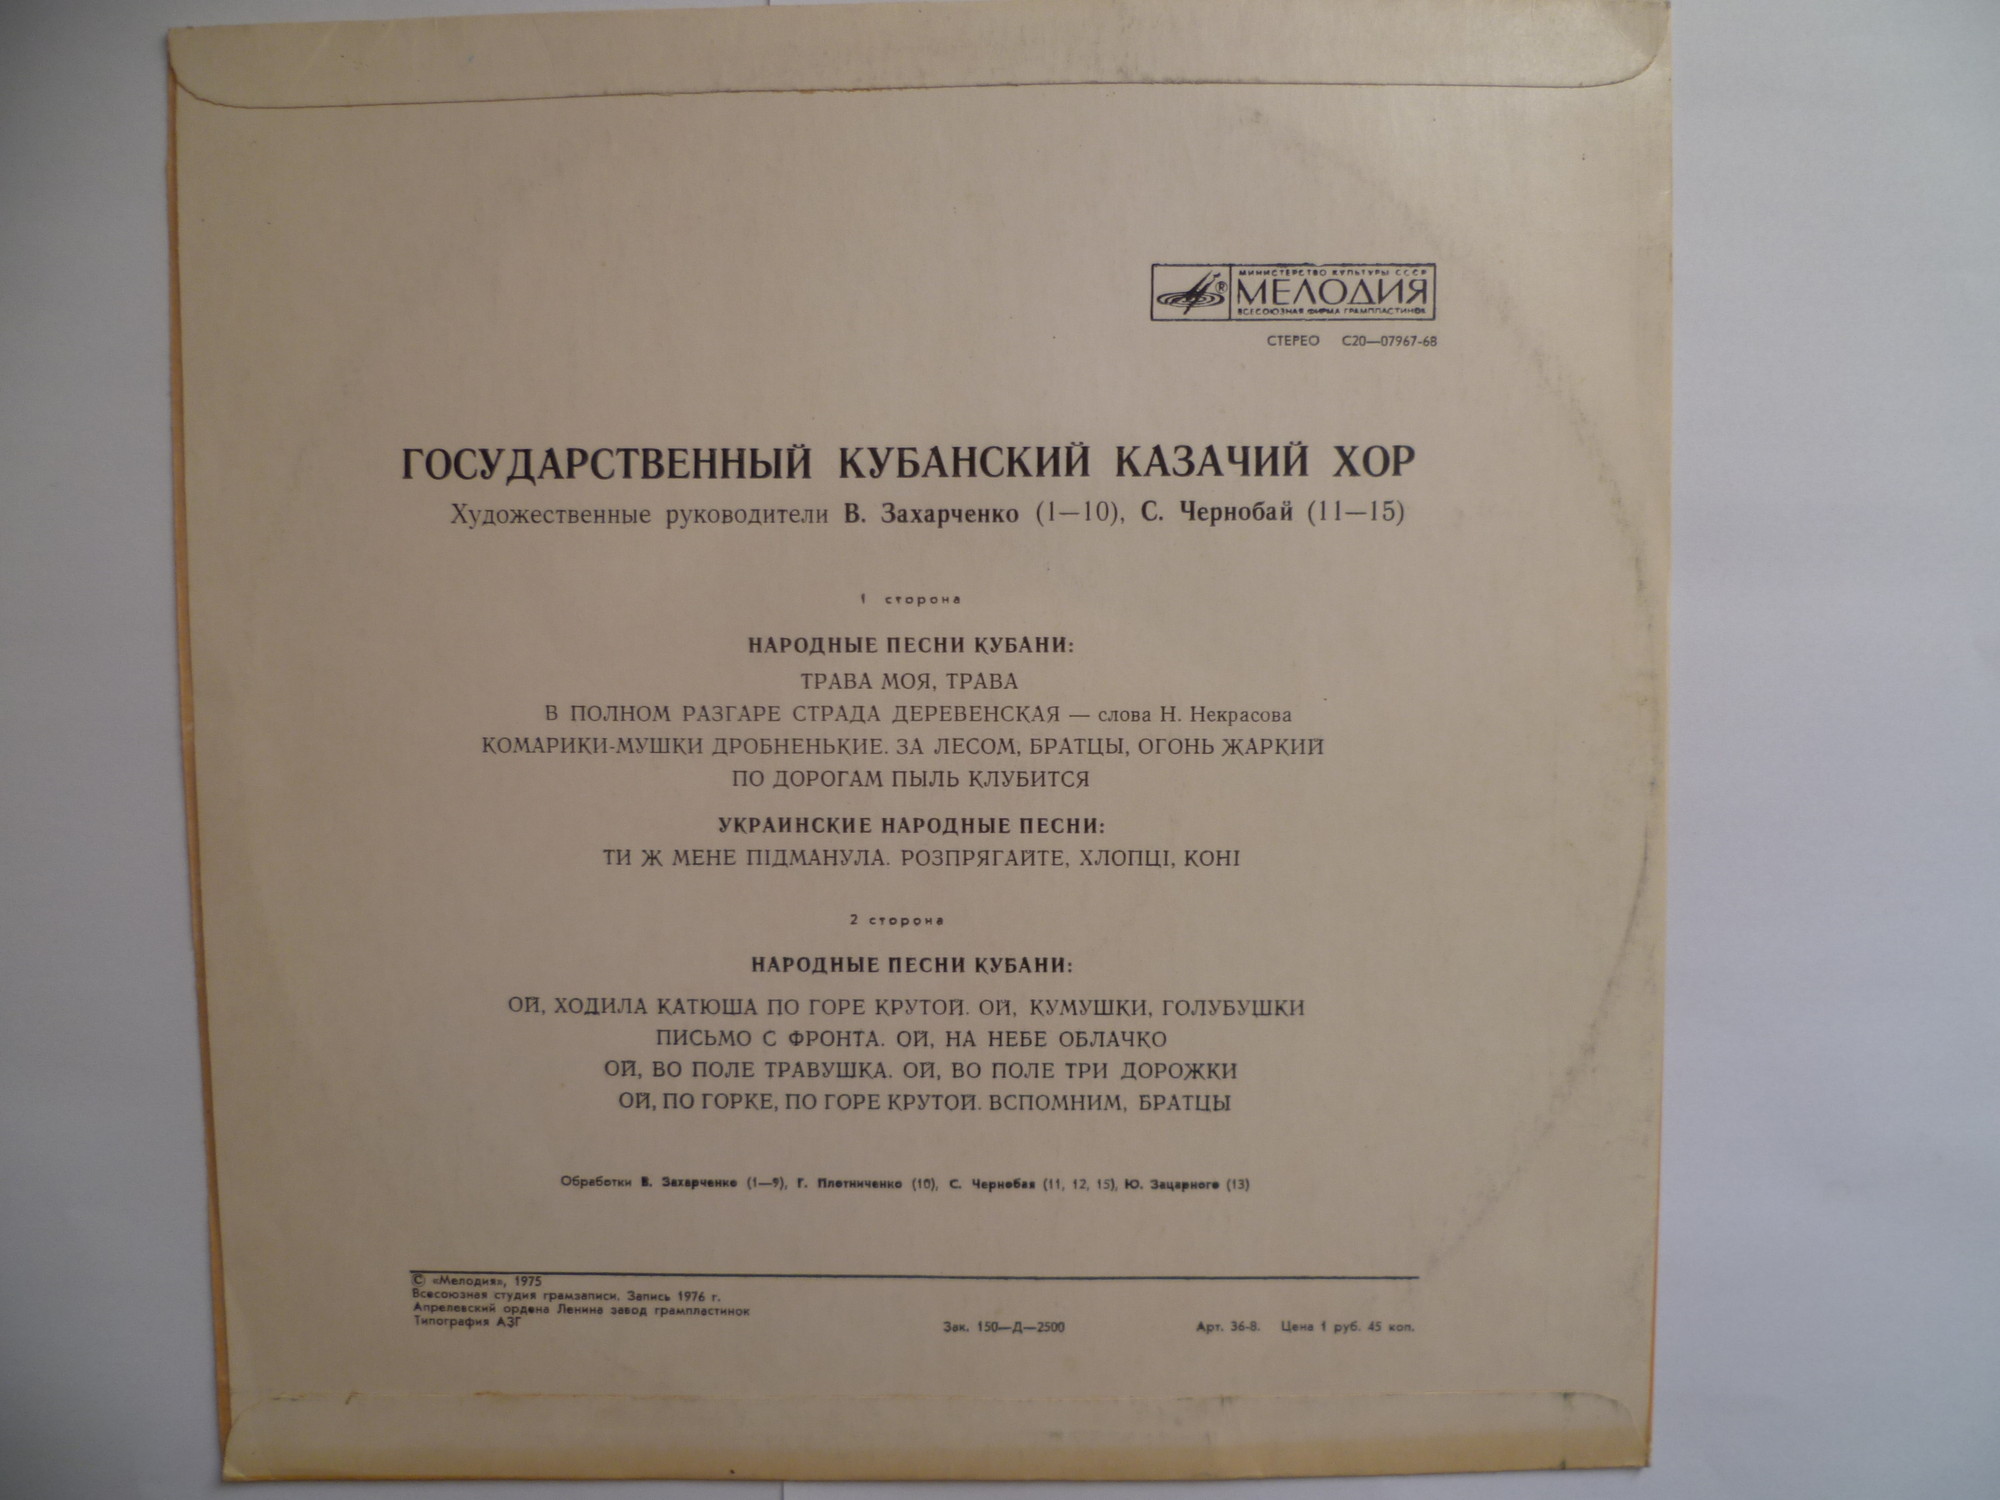 МИНИСТЕРСТВО КУЛЬТУРЫ СССР
МЕЛОДИЯ
ВСЕСОЮЗНАЯ ФИРМА ГРАМПЛАСТИНОК
СТЕРЕО С20—07967-68
ГОСУДАРСТВЕННЫЙ КУБАНСКИЙ КАЗАЧИЙ ХОР
Художественные руководители В. Захарченко (1—10), С. Чернобай (11—15)
1 сторона
НАРОДНЫЕ ПЕСНИ КУБАНИ:
ТРАВА МОЯ, ТРАВА
В ПОЛНОМ РАЗГАРЕ СТРАДА ДЕРЕВЕНСКАЯ — слова Н. Некрасова
КОМАРИКИ-МУШКИ ДРОБНЕНЬКИЕ. ЗА ЛЕСОМ, БРАТЦЫ, ОГОНЬ ЖАРКИЙ
ПО ДОРОГАМ ПЫЛЬ КЛУБИТСЯ
УКРАИНСКИЕ НАРОДНЫЕ ПЕСНИ:
ТИ Ж МЕНЕ ПІДМАНУЛА. РОЗПРЯГАЙТЕ, ХЛОПЦІ, КОНІ
2 сторона
НАРОДНЫЕ ПЕСНИ КУБАНИ:
ОЙ, ХОДИЛА КАТЮША ПО ГОРЕ КРУТОЙ. ОЙ, КУМУШКИ, ГОЛУБУШКИ
ПИСЬМО С ФРОНТА. ОЙ, НА НЕБЕ ОБЛАЧКО
ОЙ, ВО ПОЛЕ ТРАВУШКА. ОЙ, ВО ПОЛЕ ТРИ ДОРОЖКИ
ОЙ, ПО ГОРКЕ, ПО ГОРЕ КРУТОЙ. ВСПОМНИМ, БРАТЦЫ
Обработки В. Захарченко (1—9), Г. Плотниченко (10), С. Чернобая (11, 12, 15), Ю. Зацарного (13)
© «Мелодия», 1975
Всесоюзная студия грамзаписи. Запись 1976 г.
Апрелевский ордена Ленина завод грампластинок
Типография АЗГ
Зак. 150—Д—2500
Арт. 36-8. Цена 1 руб. 45 коп.